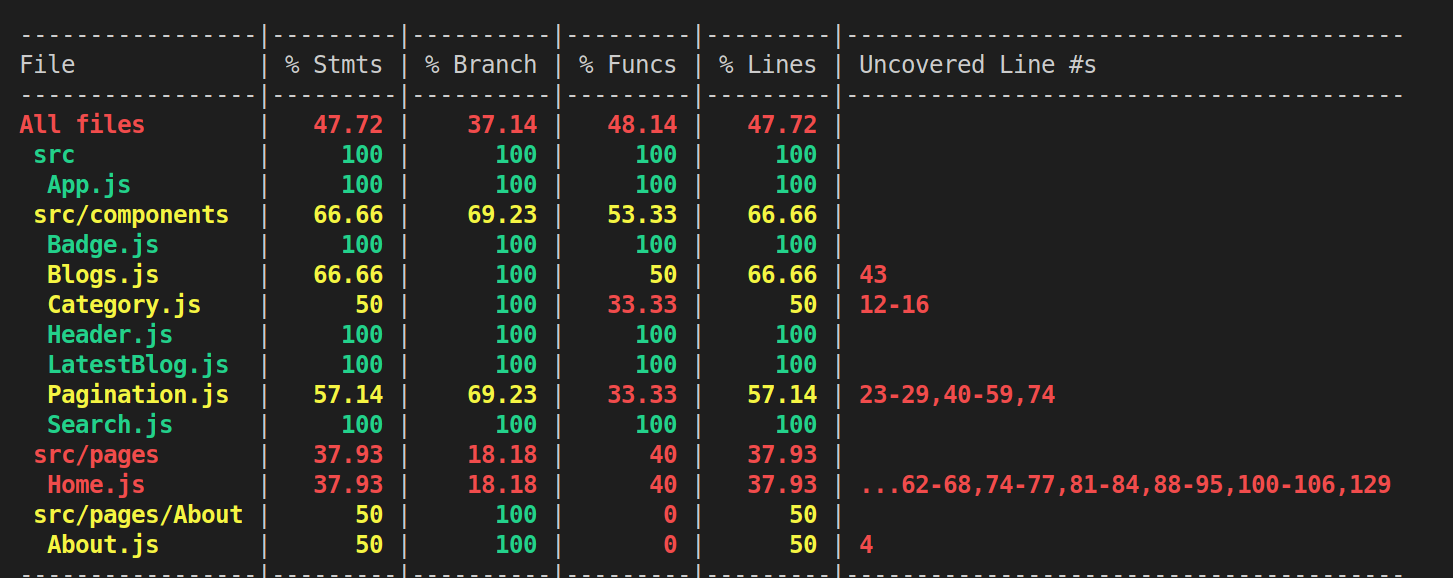 ----------------|---------|----------|---------|---------|----------------------------------------
File            | % Stmts | % Branch | % Funcs | % Lines | Uncovered Line #s
----------------|---------|----------|---------|---------|----------------------------------------
All files       |   47.72 |    37.14 |   48.14 |   47.72 |
 src            |     100 |      100 |     100 |     100 |
  App.js        |     100 |      100 |     100 |     100 |
 src/components |   66.66 |    69.23 |   53.33 |   66.66 |
  Badge.js      |     100 |      100 |     100 |     100 |
  Blogs.js      |   66.66 |      100 |      50 |   66.66 | 43
  Category.js   |      50 |      100 |   33.33 |      50 | 12-16
  Header.js     |     100 |      100 |     100 |     100 |
  LatestBlog.js |     100 |      100 |     100 |     100 |
  Pagination.js |   57.14 |    69.23 |   33.33 |   57.14 | 23-29,40-59,74
  Search.js     |     100 |      100 |     100 |     100 |
 src/pages      |   37.93 |    18.18 |      40 |   37.93 |
  Home.js       |   37.93 |    18.18 |      40 |   37.93 | ...62-68,74-77,81-84,88-95,100-106,129
 src/pages/About |      50 |      100 |       0 |      50 |
  About.js      |      50 |      100 |       0 |      50 | 4
----------------|---------|----------|---------|---------|----------------------------------------